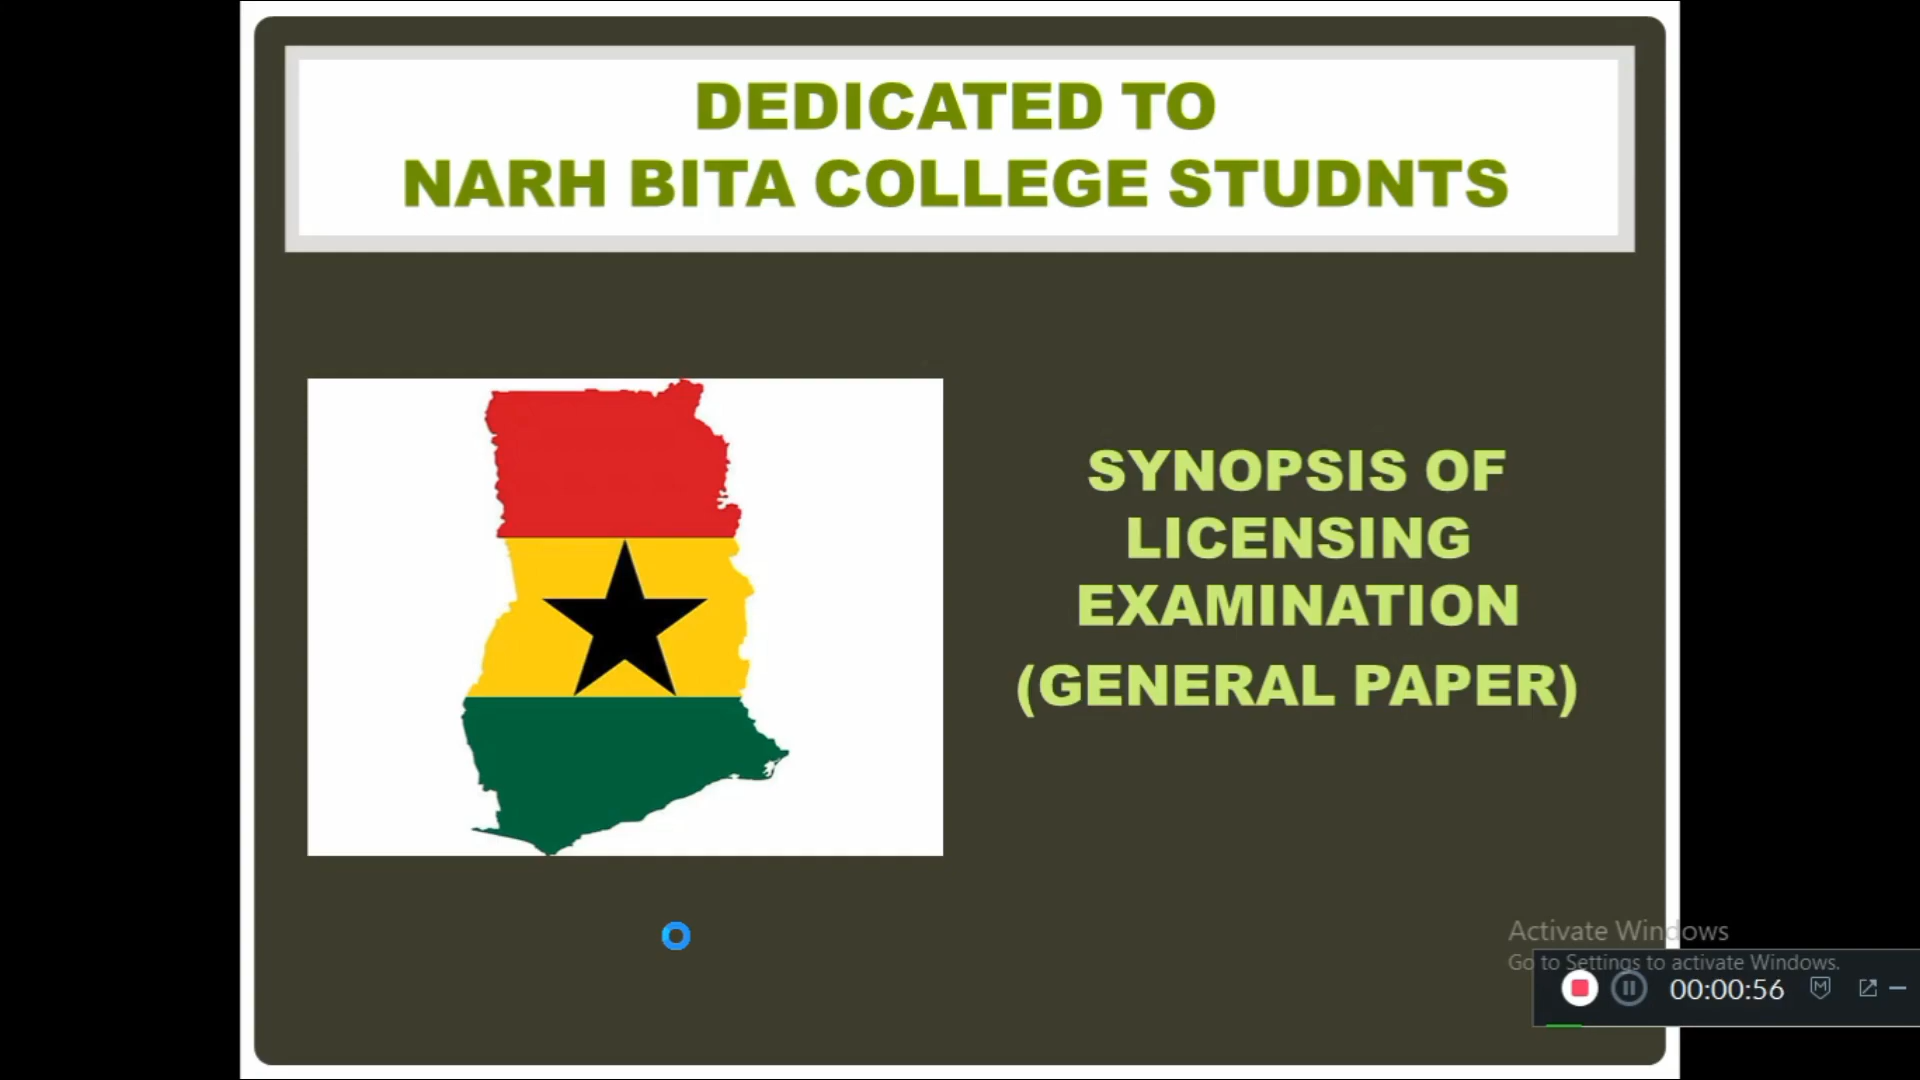 DEDICATED TO
NARH BITA COLLEGE STUDNTS
SYNOPSIS OF
LICENSING
EXAMINATION
(GENERAL PAPER)
Activate Windows
Go to Settings to activate Windows.
00:00:56